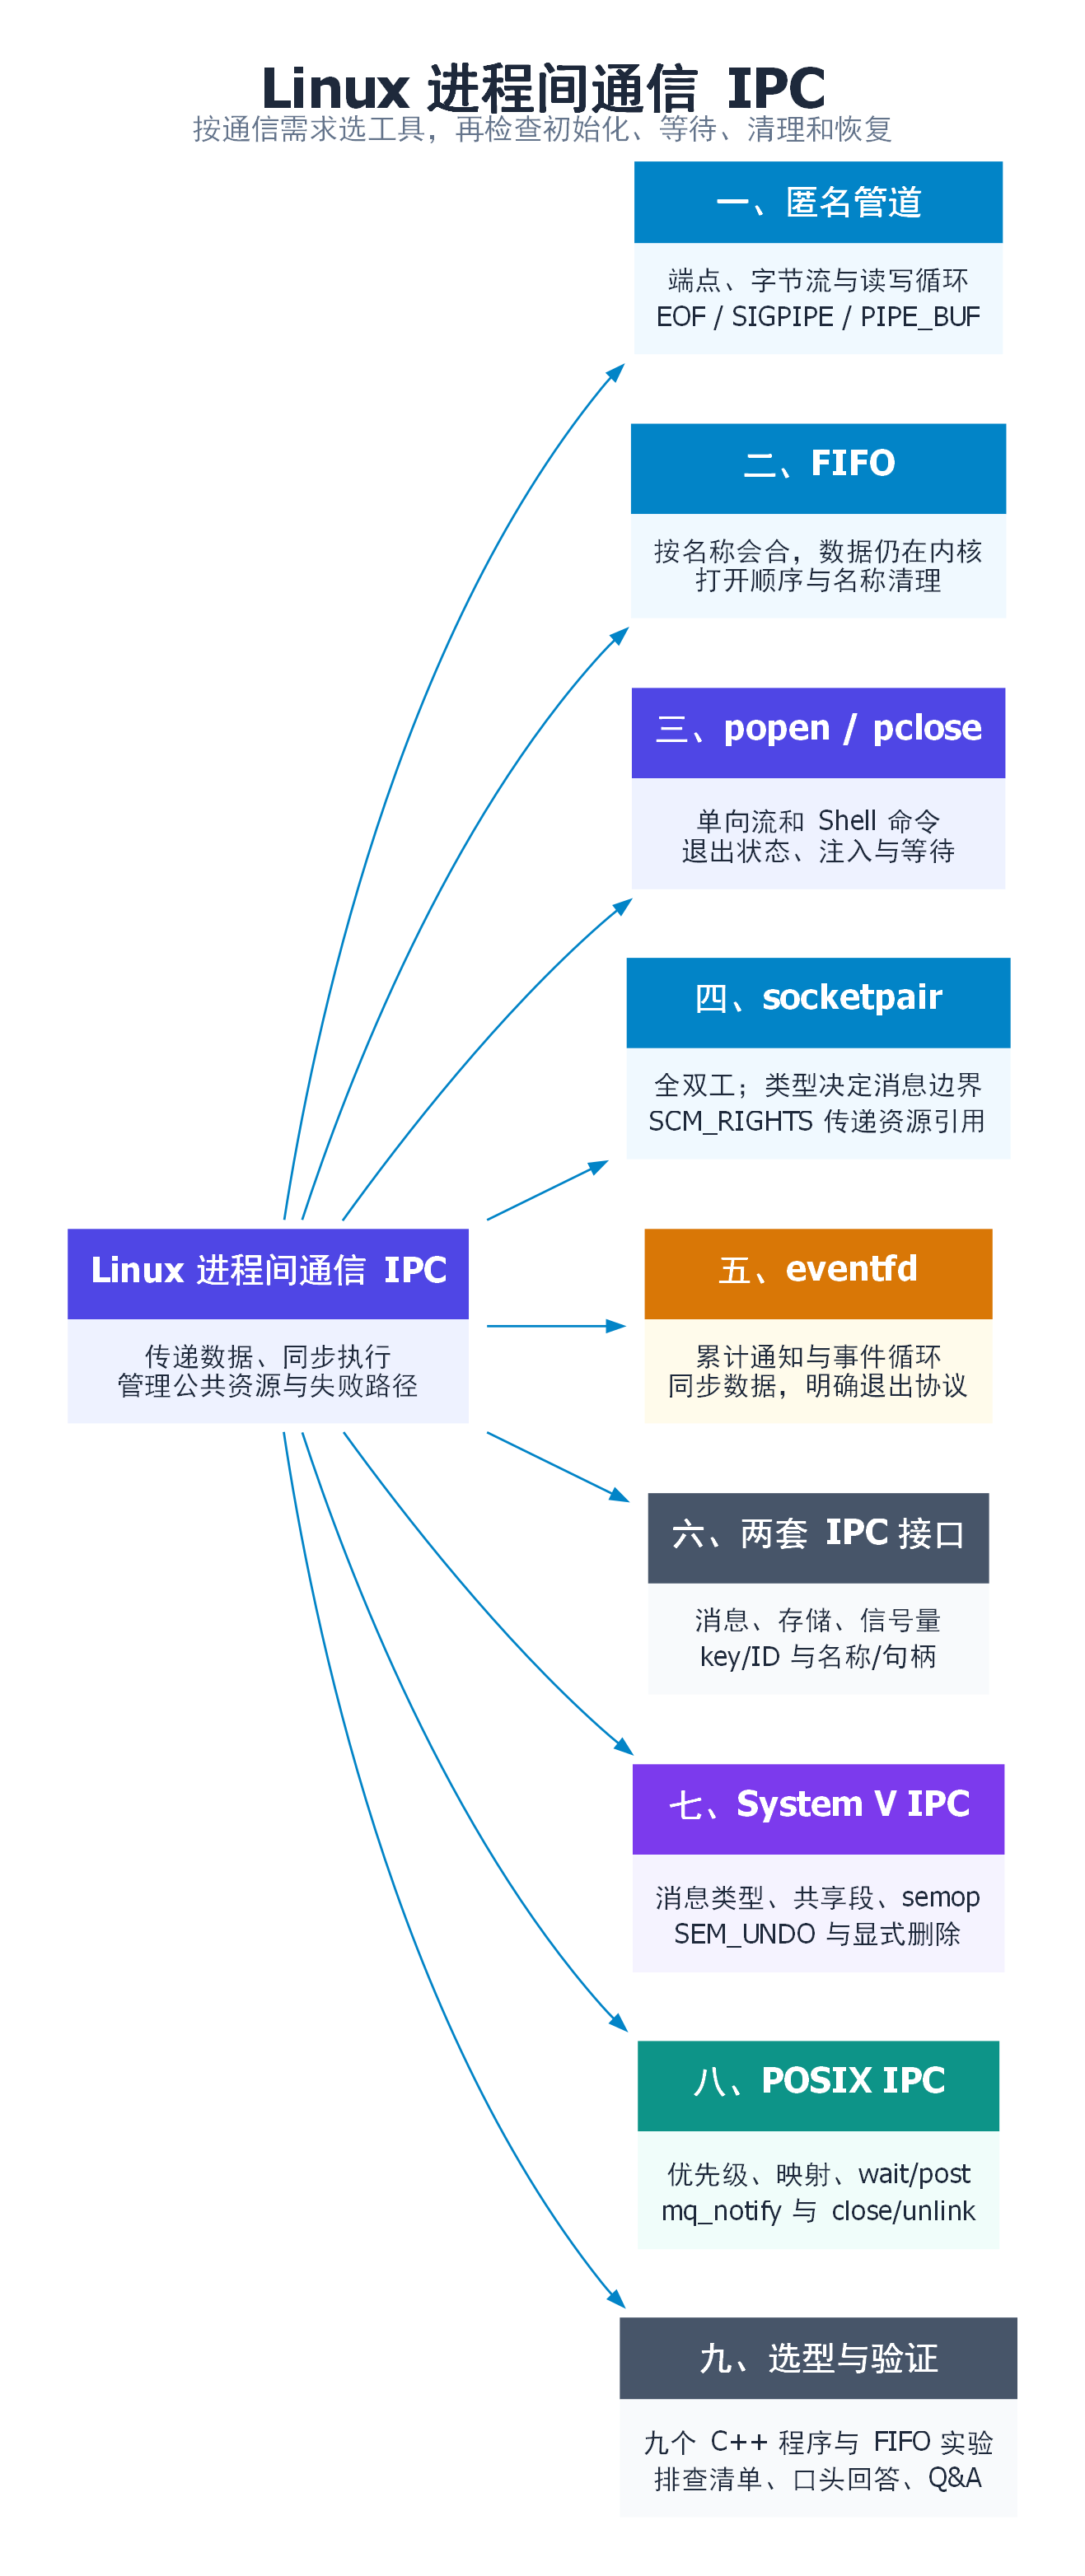 Linux 进程间通信 IPC
按通信需求选工具，再检查初始化、等待、清理和恢复
一、匿名管道
端点、字节流与读写循环
EOF / SIGPIPE / PIPE_BUF
二、FIFO
按名称会合，数据仍在内核
打开顺序与名称清理
三、popen / pclose
单向流和 Shell 命令
退出状态、注入与等待
四、socketpair
全双工；类型决定消息边界
SCM_RIGHTS 传递资源引用
Linux 进程间通信 IPC
传递数据、同步执行
管理公共资源与失败路径
五、eventfd
累计通知与事件循环
同步数据，明确退出协议
六、两套 IPC 接口
消息、存储、信号量
key/ID 与名称/句柄
七、System V IPC
消息类型、共享段、semop
SEM_UNDO 与显式删除
八、POSIX IPC
优先级、映射、wait/post
mq_notify 与 close/unlink
九、选型与验证
九个 C++ 程序与 FIFO 实验
排查清单、口头回答、Q&A